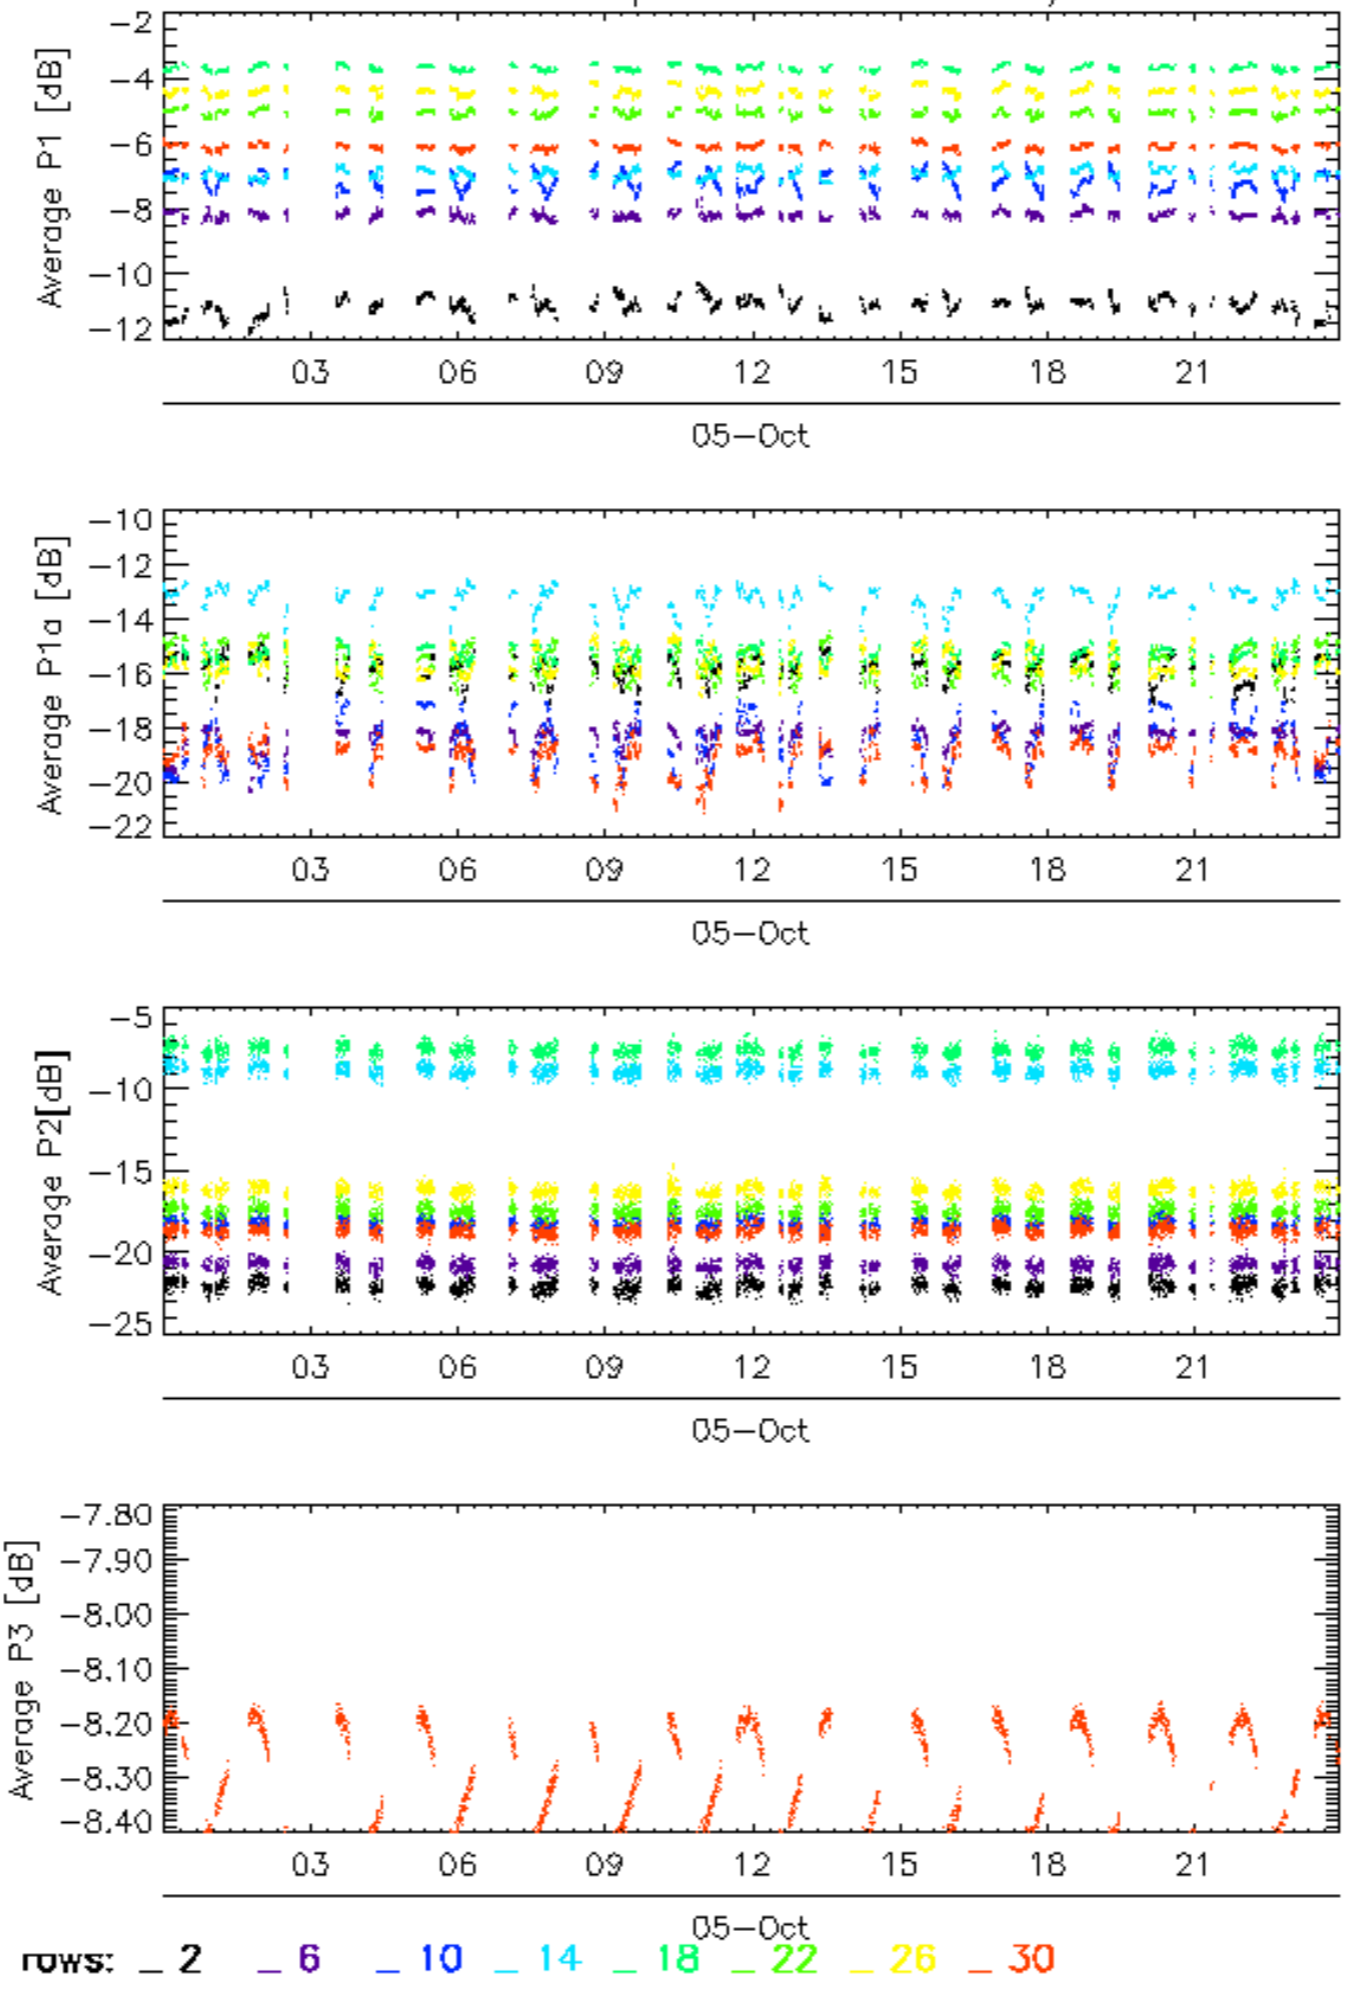 Average P1 [dB]
-2
-4
-6
-8
-10
-12
03 06 09 12 15 18 21
05-Oct
Average P1a [dB]
-10
-12
-14
-16
-18
-20
-22
03 06 09 12 15 18 21
05-Oct
Average P2[dB]
-5
-10
-15
-20
-25
03 06 09 12 15 18 21
05-Oct
Average P3 [dB]
-7.80
-7.90
-8.00
-8.10
-8.20
-8.30
-8.40
03 06 09 12 15 18 21
05-Oct
rows: _ 2 _ 6 _ 10 _ 14 _ 18 _ 22 _ 26 _ 30